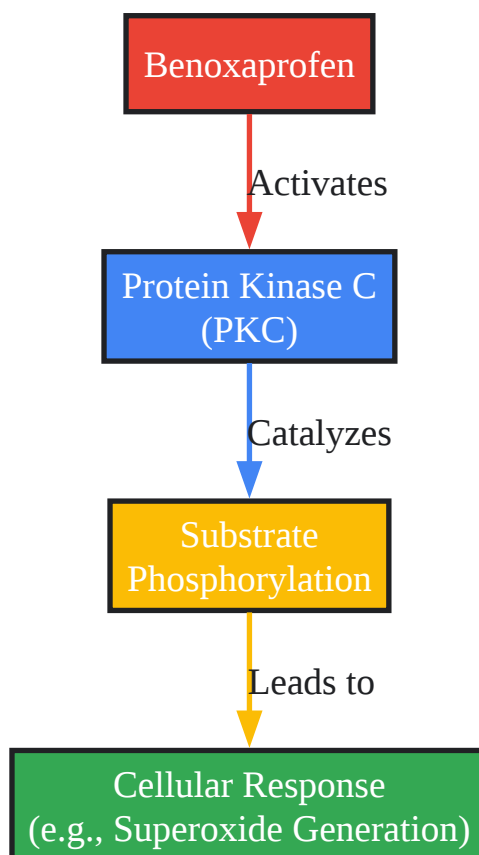 Benoxaprofen
Activates
Protein Kinase C
(PKC)
Catalyzes
Substrate
Phosphorylation
Leads to
Cellular Response
(e.g., Superoxide Generation)